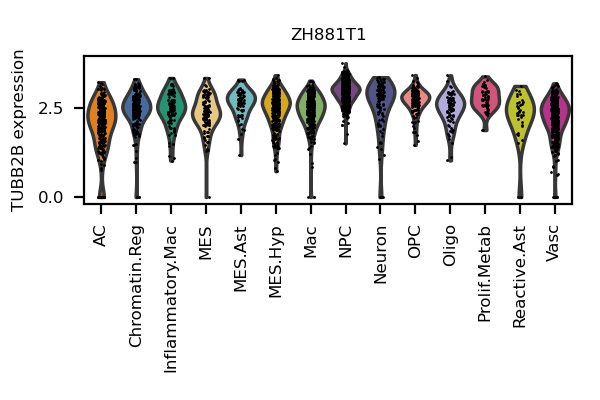 ZH881T1
TUBB2B expression
2.5
0.0
AC
Chromatin.Reg
Inflammatory.Mac
MES
MES.Ast
MES.Hyp
Mac
NPC
Neuron
OPC
Oligo
Prolif.Metab
Reactive.Ast
Vasc